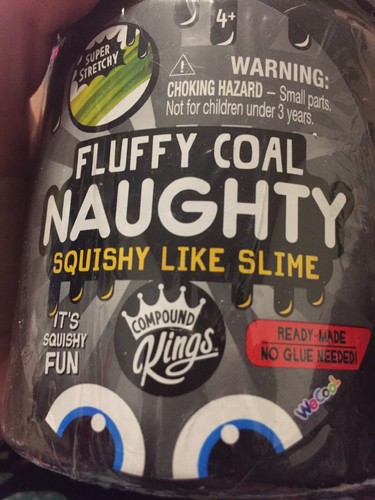 4+
SUPER
STRETCHY
WARNING:
CHOKING HAZARD – Small parts.
Not for children under 3 years.
FLUFFY COAL
NAUGHTY
SQUISHY LIKE SLIME
IT'S
SQUISHY
FUN
COMPOUND
Kings
READY-MADE
NO GLUE NEEDED!
WeCool